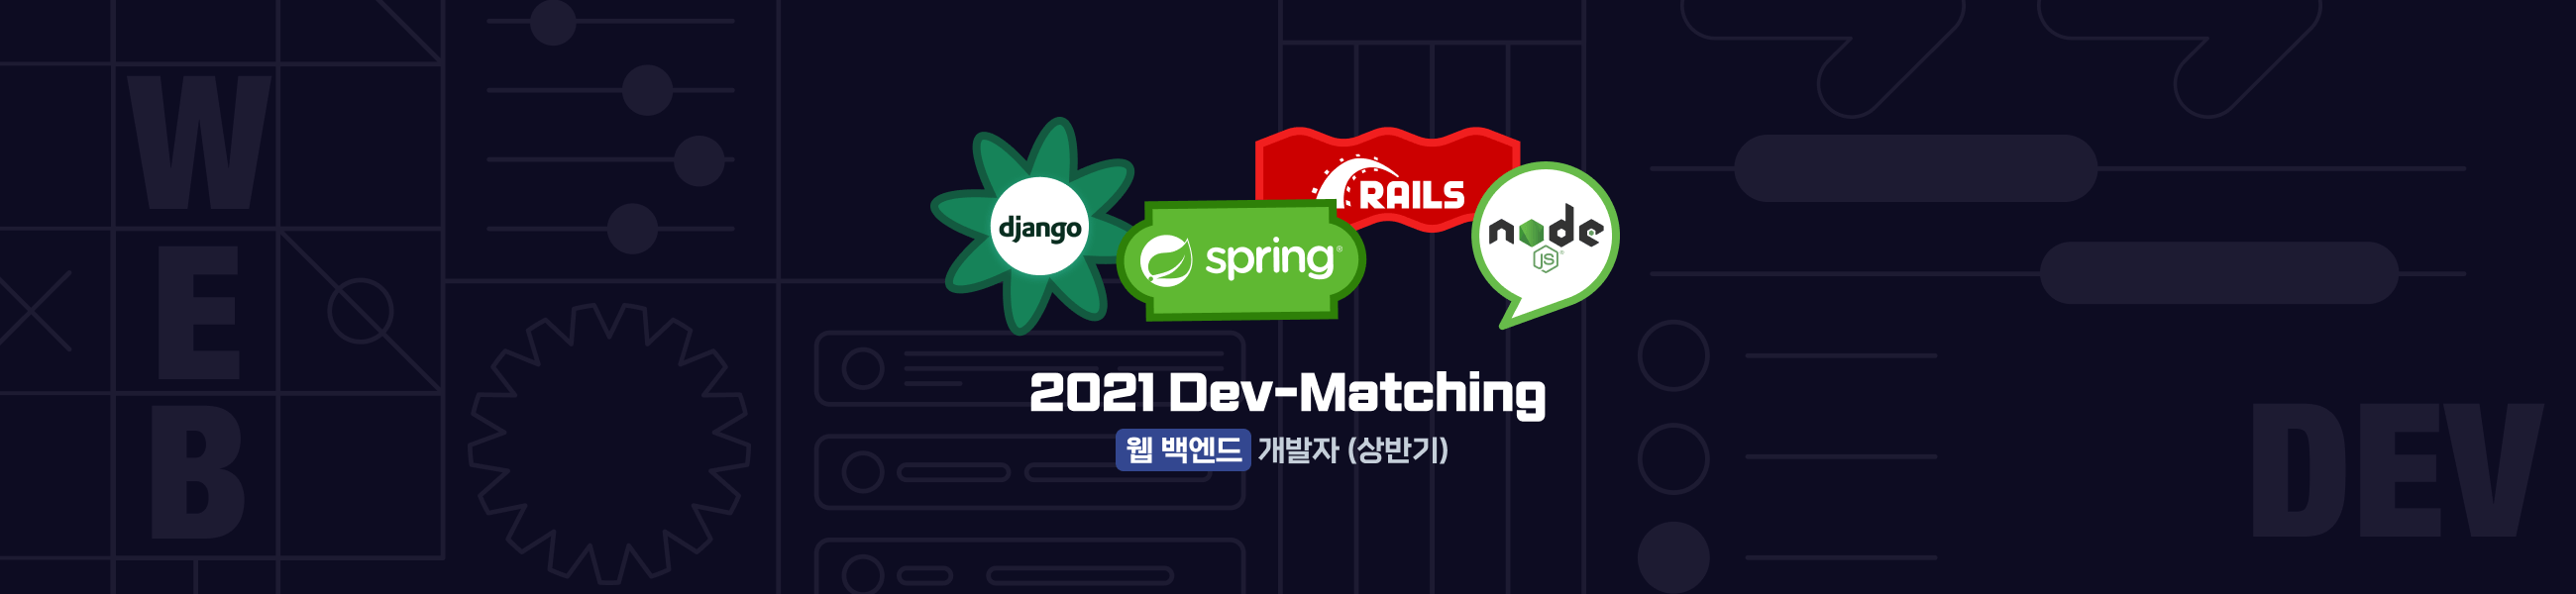 WEB
django
spring®
RAILS
node
JS
2021 Dev-Matching
웹 백엔드 개발자 (상반기)
DEV